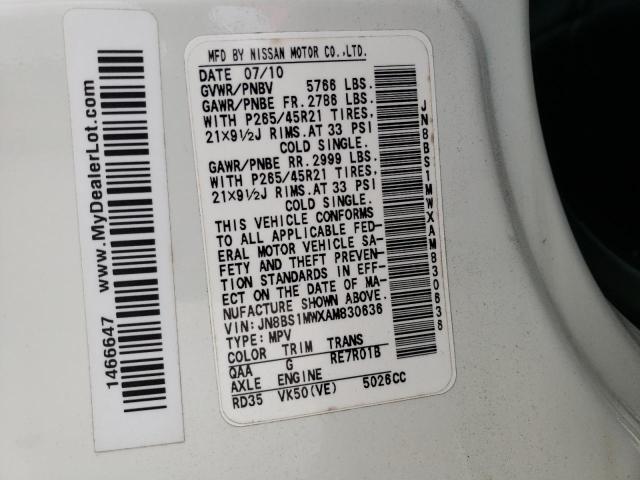 MFD BY NISSAN MOTOR CO.,LTD.
DATE 07/10
GVWR/PNBV 5766 LBS.
GAWR/PNBE FR. 2786 LBS.
WITH P265/45R21 TIRES,
21X9½J RIMS.AT 33 PSI
COLD SINGLE.
GAWR/PNBE RR. 2999 LBS.
WITH P265/45R21 TIRES,
21X9½J RIMS.AT 33 PSI
COLD SINGLE.
THIS VEHICLE CONFORMS
TO ALL APPLICABLE FED-
ERAL MOTOR VEHICLE SA-
FETY AND THEFT PREVEN-
TION STANDARDS IN EFF-
ECT ON THE DATE OF MA-
NUFACTURE SHOWN ABOVE.
VIN: JN8BS1MWXAM830636
TYPE: MPV
COLOR TRIM TRANS
QAA G RE7R01B
AXLE ENGINE
RD35 VK50(VE) 5026CC
JN8BS1MWXAM830636
1466647 www.MyDealerLot.com